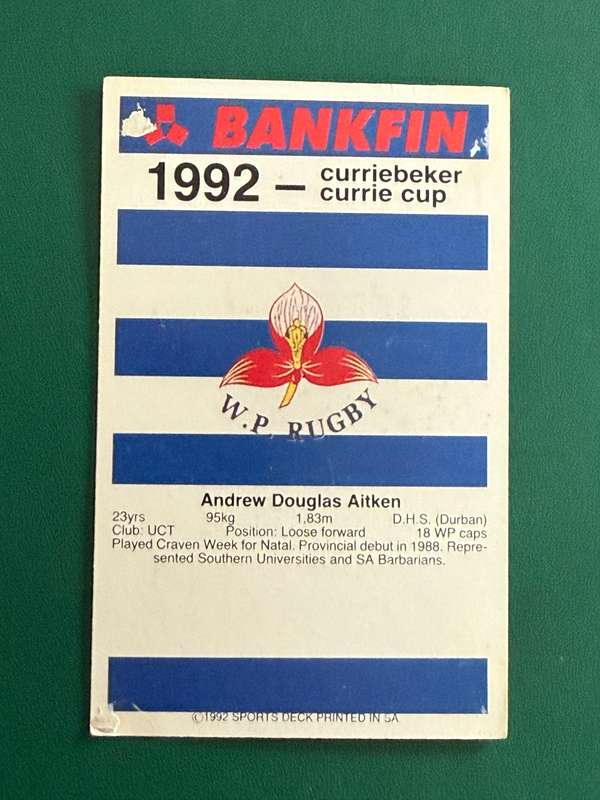 BANKFIN
1992 – curriebeker
currie cup
W.P. RUGBY
Andrew Douglas Aitken
23yrs 95kg 1,83m D.H.S. (Durban)
Club: UCT Position: Loose forward 18 WP caps
Played Craven Week for Natal. Provincial debut in 1988. Repre-
sented Southern Universities and SA Barbarians.
©1992 SPORTS DECK PRINTED IN SA